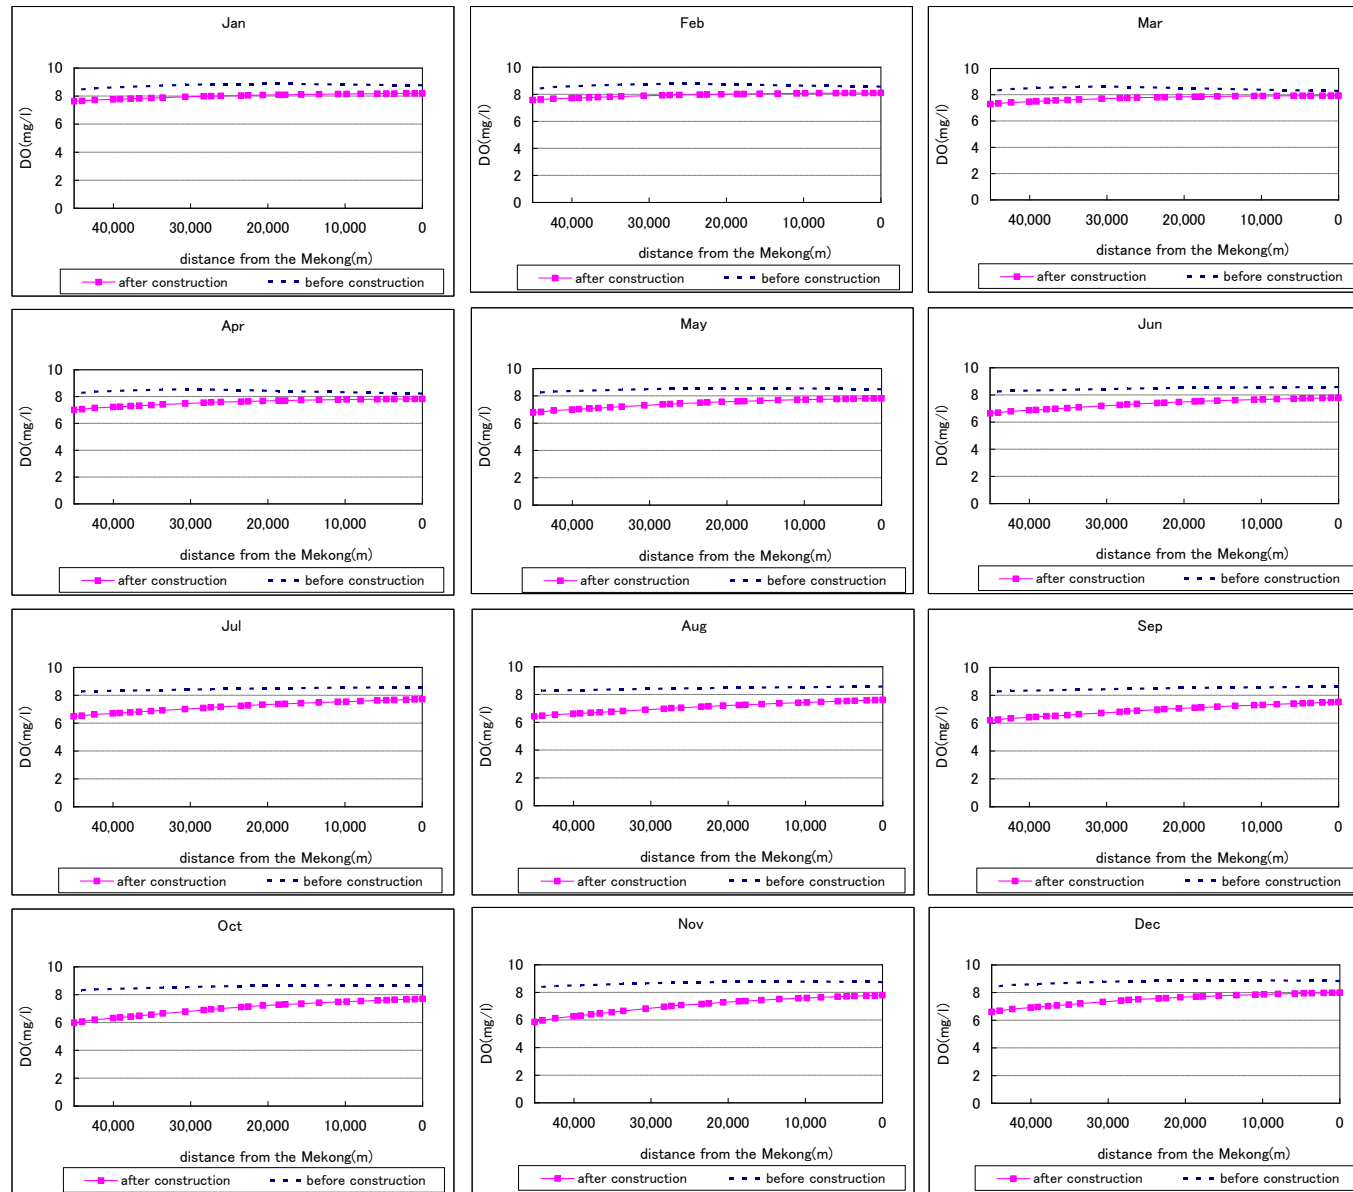 Jan
10
8
6
4
2
0
DO(mg/l)
40,000 30,000 20,000 10,000 0
distance from the Mekong(m)
after construction before construction
Feb
10
8
6
4
2
0
DO(mg/l)
40,000 30,000 20,000 10,000 0
distance from the Mekong(m)
after construction before construction
Mar
10
8
6
4
2
0
DO(mg/l)
40,000 30,000 20,000 10,000 0
distance from the Mekong(m)
after construction before construction
Apr
10
8
6
4
2
0
DO(mg/l)
40,000 30,000 20,000 10,000 0
distance from the Mekong(m)
after construction before construction
May
10
8
6
4
2
0
DO(mg/l)
40,000 30,000 20,000 10,000 0
distance from the Mekong(m)
after construction before construction
Jun
10
8
6
4
2
0
DO(mg/l)
40,000 30,000 20,000 10,000 0
distance from the Mekong(m)
after construction before construction
Jul
10
8
6
4
2
0
DO(mg/l)
40,000 30,000 20,000 10,000 0
distance from the Mekong(m)
after construction before construction
Aug
10
8
6
4
2
0
DO(mg/l)
40,000 30,000 20,000 10,000 0
distance from the Mekong(m)
after construction before construction
Sep
10
8
6
4
2
0
DO(mg/l)
40,000 30,000 20,000 10,000 0
distance from the Mekong(m)
after construction before construction
Oct
10
8
6
4
2
0
DO(mg/l)
40,000 30,000 20,000 10,000 0
distance from the Mekong(m)
after construction before construction
Nov
10
8
6
4
2
0
DO(mg/l)
40,000 30,000 20,000 10,000 0
distance from the Mekong(m)
after construction before construction
Dec
10
8
6
4
2
0
DO(mg/l)
40,000 30,000 20,000 10,000 0
distance from the Mekong(m)
after construction before construction